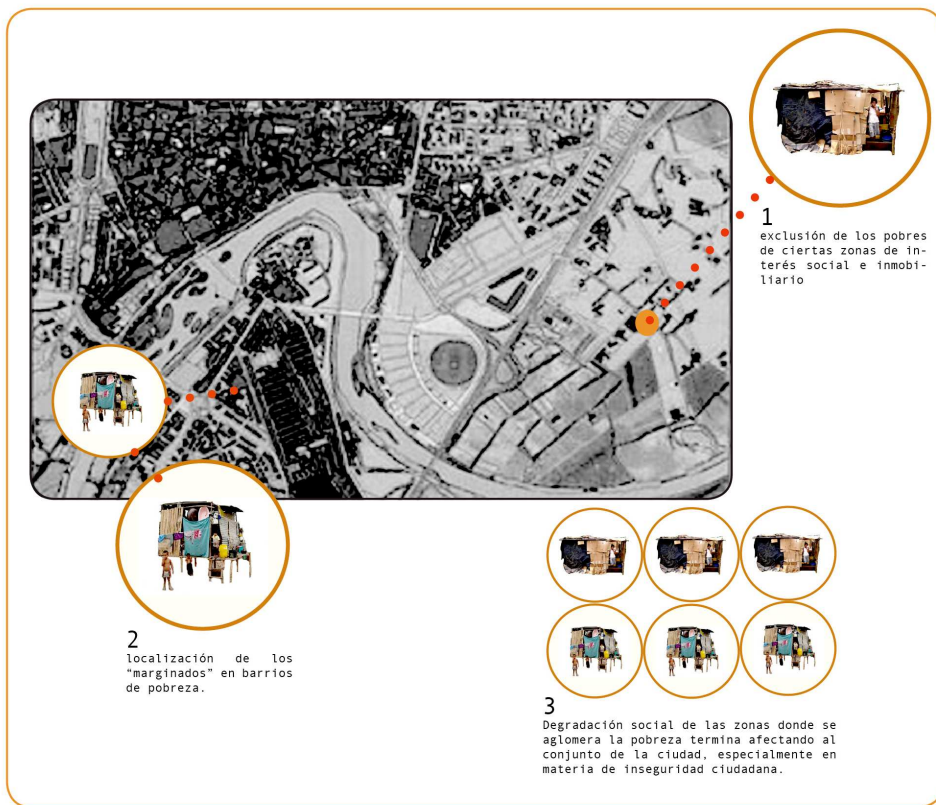 1
exclusión de los pobres
de ciertas zonas de in-
terés social e inmobi-
liario
2
localización de los
“marginados” en barrios
de pobreza.
3
Degradación social de las zonas donde se
aglomera la pobreza termina afectando al
conjunto de la ciudad, especialmente en
materia de inseguridad ciudadana.